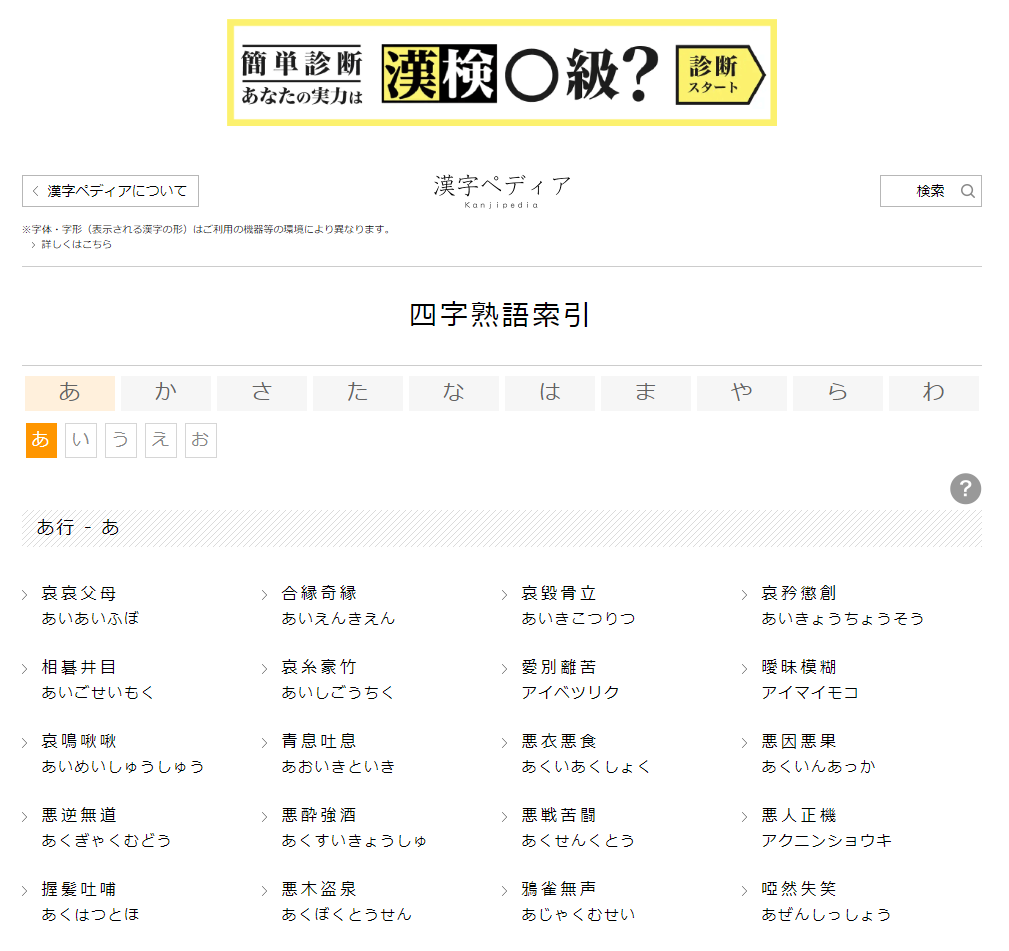 簡単診断
あなたの実力は
漢検〇級?
診断
スタート
漢字ペディアについて
漢字ペディア
Kanjipedia
検索
※字体・字形（表示される漢字の形）はご利用の機器等の環境により異なります。
詳しくはこちら
四字熟語索引
あ か さ た な は ま や ら わ
あ い う え お
?
あ行 - あ
哀哀父母 合縁奇縁 哀毀骨立 哀矜懲創
あいあいふぼ あいえんきえん あいきこつりつ あいきょうちょうそう
相碁井目 哀糸豪竹 愛別離苦 曖昧模糊
あいごせいもく あいしごうちく アイベツリク アイマイモコ
哀鳴啾啾 青息吐息 悪衣悪食 悪因悪果
あいめいしゅうしゅう あおいきといき あくいあくしょく あくいんあっか
悪逆無道 悪酔強酒 悪戦苦闘 悪人正機
あくぎゃくむどう あくすいきょうしゅ あくせんくとう アクニンショウキ
握髪吐哺 悪木盗泉 鴉雀無声 啞然失笑
あくはつとほ あくぼくとうせん あじゃくむせい あぜんしっしょう